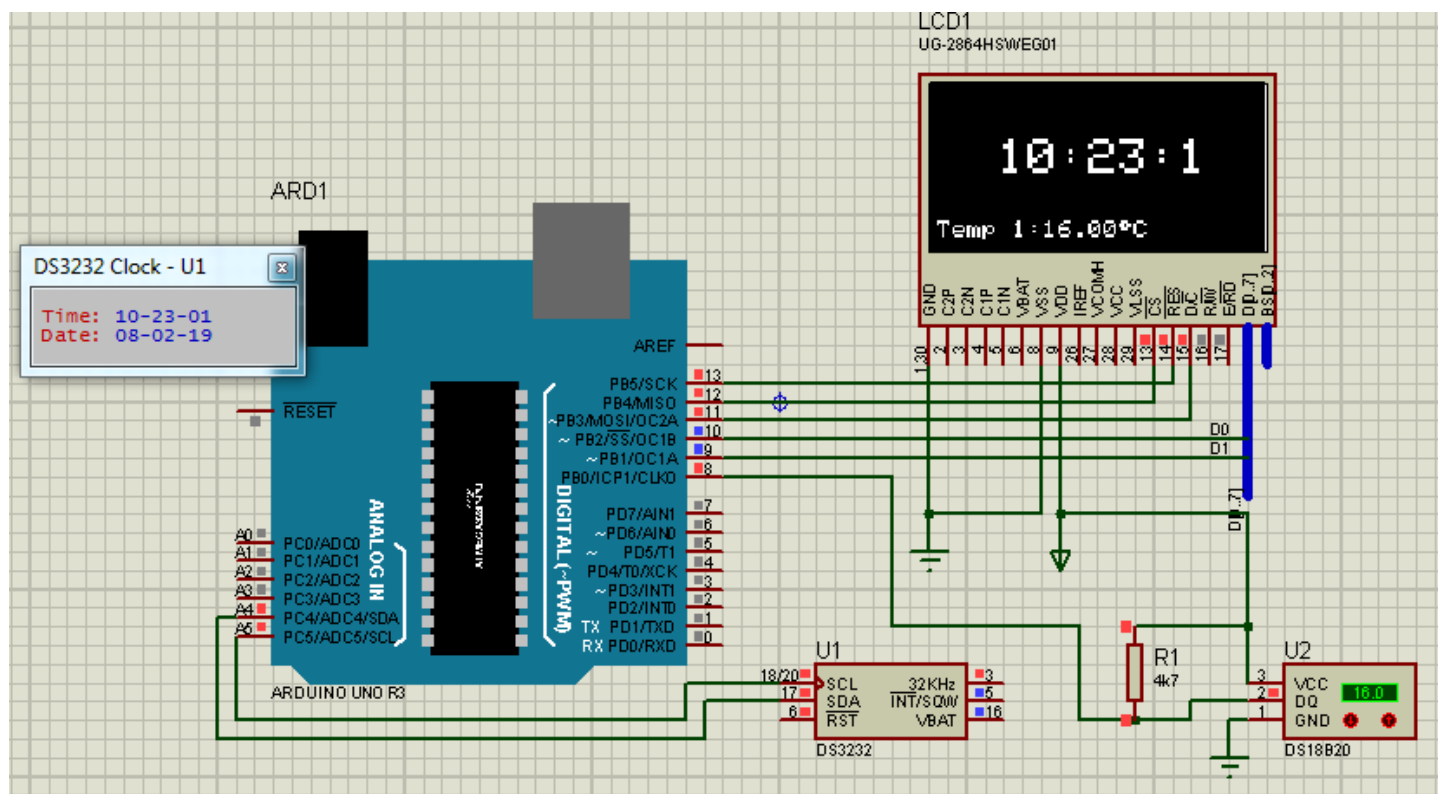 LCD1
UG-2864HSWEG01
10:23:1
Temp 1:16.00ºC
GND
C2P
C2N
C1P
C1N
VBAT
VSS
VDD
IREF
VCOMH
VCC
VLSS
CS
RES
D/C
R/W
E/RD
D[0..7]
BS[0..2]
1,30
2
3
4
5
6
8
9
26
27
28
29
13
14
15
16
17
ARD1
DS3232 Clock - U1
Time: 10-23-01
Date: 08-02-19
AREF
RESET
PB5/SCK 13
PB4/MISO 12
~PB3/MOSI/OC2A 11
~ PB2/SS/OC1B 10
~ PB1/OC1A 9
PB0/ICP1/CLKO 8
D0
D1
D[0..7]
PD7/AIN1 7
~PD6/AIN0 6
~ PD5/T1 5
PD4/T0/XCK 4
~PD3/INT1 3
PD2/INT0 2
TX PD1/TXD 1
RX PD0/RXD 0
ANALOG IN
DIGITAL (~PWM)
A0 PC0/ADC0
A1 PC1/ADC1
A2 PC2/ADC2
A3 PC3/ADC3
A4 PC4/ADC4/SDA
A5 PC5/ADC5/SCL
ARDUINO UNO R3
U1
18/20 SCL
17 SDA
6 RST
32KHz 3
INT/SQW 5
VBAT 16
DS3232
R1
4k7
U2
3 VCC
2 DQ
1 GND
16.0
DS18B20